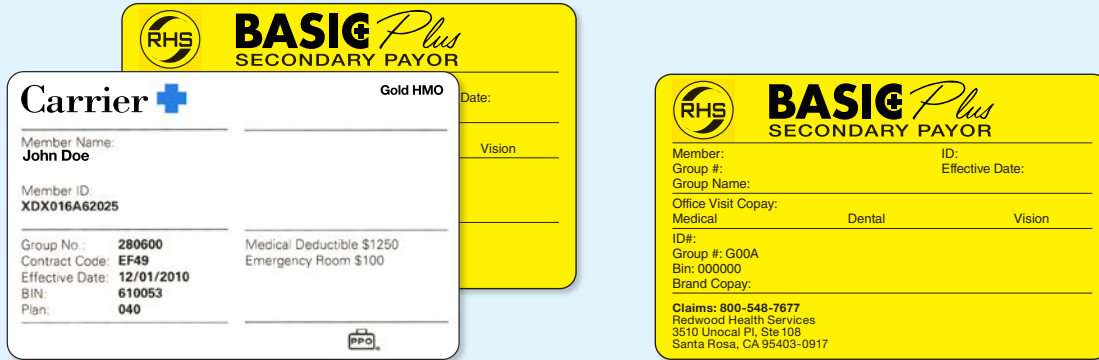 RHS
BASIC Plus
SECONDARY PAYOR
Date:
Vision
Carrier
Gold HMO
Member Name:
John Doe
Member ID:
XDX016A62025
Group No.: 280600
Contract Code: EF49
Effective Date: 12/01/2010
BIN: 610053
Plan: 040
Medical Deductible $1250
Emergency Room $100
PPO
RHS
BASIC Plus
SECONDARY PAYOR
Member: ID:
Group #: Effective Date:
Group Name:
Office Visit Copay:
Medical Dental Vision
ID#:
Group #: G00A
Bin: 000000
Brand Copay:
Claims: 800-548-7677
Redwood Health Services
3510 Unocal Pl, Ste 108
Santa Rosa, CA 95403-0917